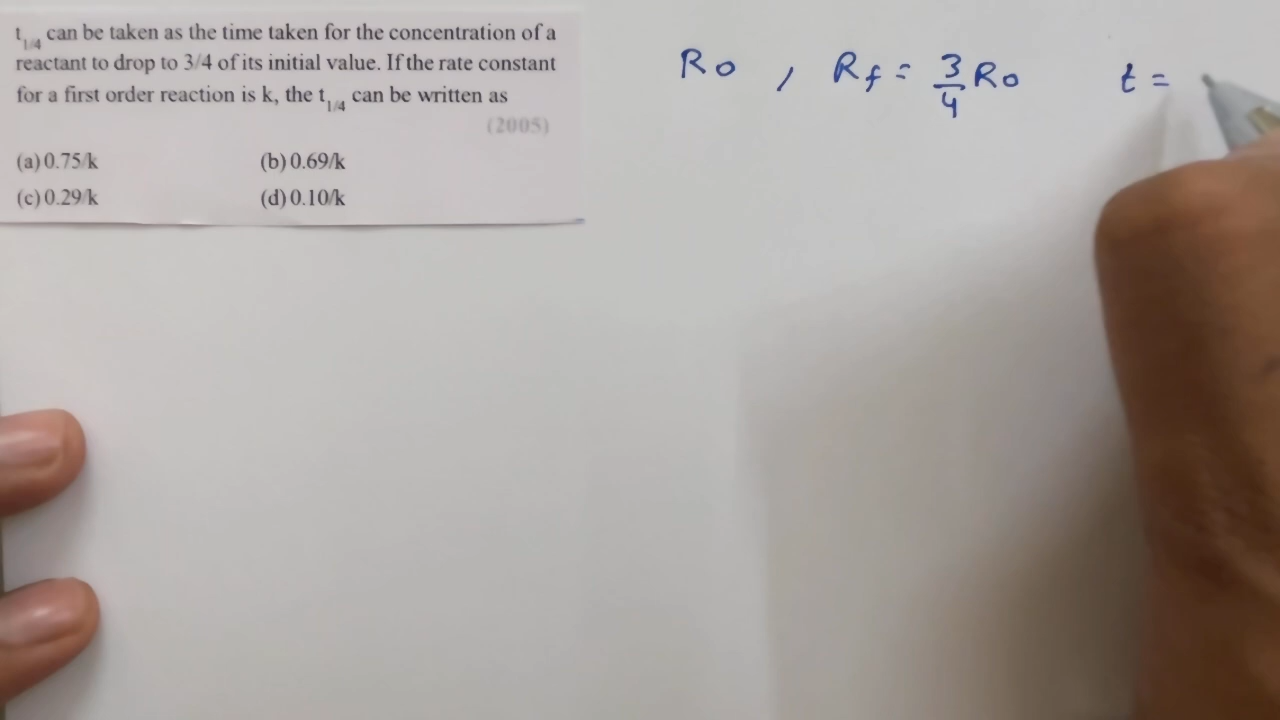 t1/4 can be taken as the time taken for the concentration of a
reactant to drop to 3/4 of its initial value. If the rate constant
for a first order reaction is k, the t1/4 can be written as
(2005)
(a) 0.75/k (b) 0.69/k
(c) 0.29/k (d) 0.10/k
Ro , Rf = 3/4 Ro t =